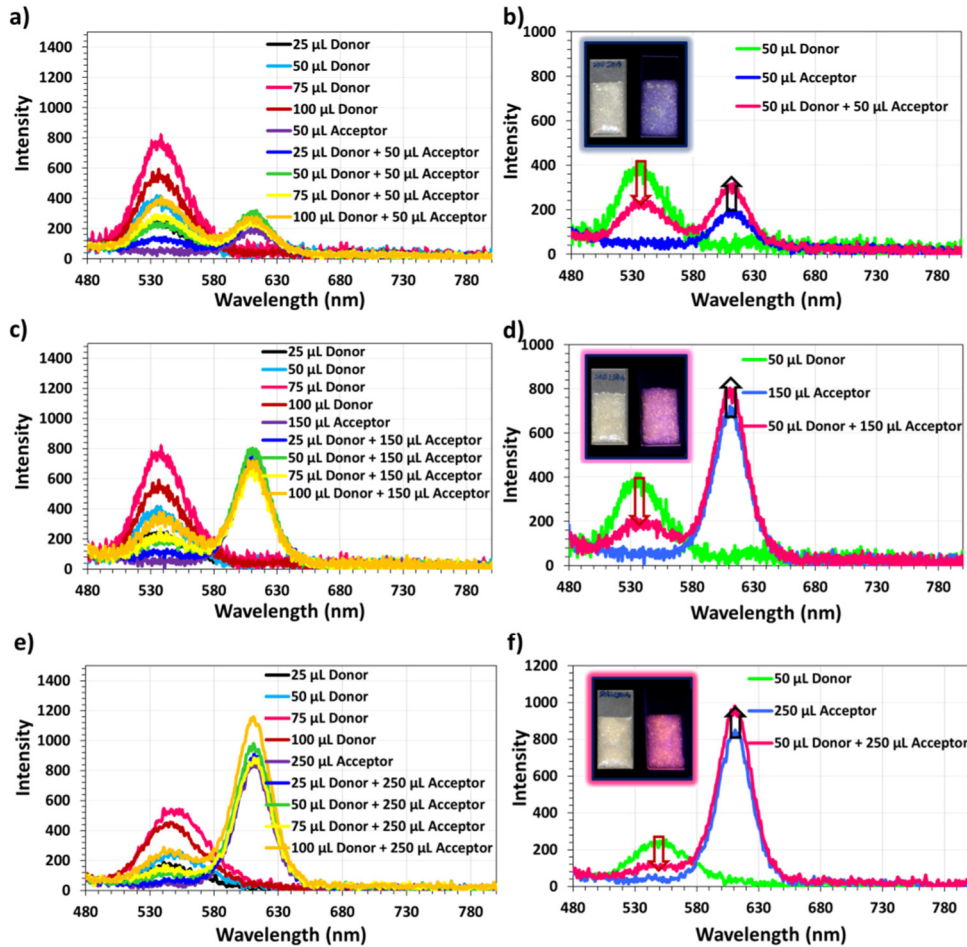 a)
1400
1200
1000
800
600
400
200
0
480 530 580 630 680 730 780
Intensity
Wavelength (nm)
25 µL Donor
50 µL Donor
75 µL Donor
100 µL Donor
50 µL Acceptor
25 µL Donor + 50 µL Acceptor
50 µL Donor + 50 µL Acceptor
75 µL Donor + 50 µL Acceptor
100 µL Donor + 50 µL Acceptor
b)
1000
800
600
400
200
0
480 530 580 630 680 730 780
Intensity
Wavelength (nm)
50 µL Donor
50 µL Acceptor
50 µL Donor + 50 µL Acceptor
c)
1400
1200
1000
800
600
400
200
0
480 530 580 630 680 730 780
Intensity
Wavelength (nm)
25 µL Donor
50 µL Donor
75 µL Donor
100 µL Donor
150 µL Acceptor
25 µL Donor + 150 µL Acceptor
50 µL Donor + 150 µL Acceptor
75 µL Donor + 150 µL Acceptor
100 µL Donor + 150 µL Acceptor
d)
1000
800
600
400
200
0
480 530 580 630 680 730 780
Intensity
Wavelength (nm)
50 µL Donor
150 µL Acceptor
50 µL Donor + 150 µL Acceptor
e)
1400
1200
1000
800
600
400
200
0
480 530 580 630 680 730 780
Intensity
Wavelength (nm)
25 µL Donor
50 µL Donor
75 µL Donor
100 µL Donor
250 µL Acceptor
25 µL Donor + 250 µL Acceptor
50 µL Donor + 250 µL Acceptor
75 µL Donor + 250 µL Acceptor
100 µL Donor + 250 µL Acceptor
f)
1200
1000
800
600
400
200
0
480 530 580 630 680 730 780
Intensity
Wavelength (nm)
50 µL Donor
250 µL Acceptor
50 µL Donor + 250 µL Acceptor